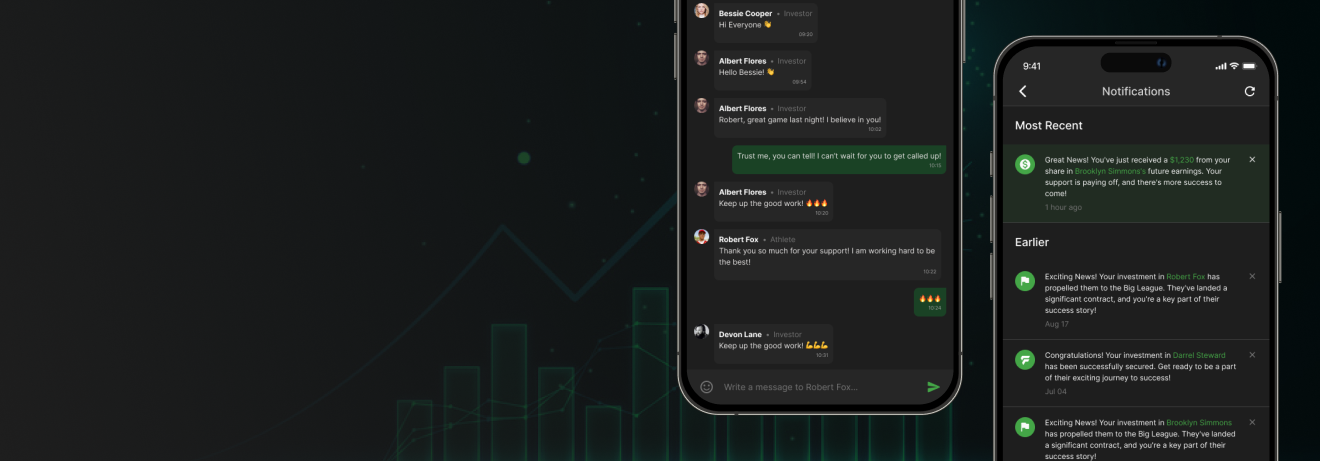 Bessie Cooper • Investor
Hi Everyone 👋
09:20
Albert Flores • Investor
Hello Bessie! 👋
09:54
Albert Flores • Investor
Robert, great game last night! I believe in you!
10:02
Trust me, you can tell! I can't wait for you to get called up!
10:15
Albert Flores • Investor
Keep up the good work! 🔥🔥🔥
10:20
Robert Fox • Athlete
Thank you so much for your support! I am working hard to be
the best!
10:22
🔥🔥🔥
10:24
Devon Lane • Investor
Keep up the good work! 💪💪💪
10:31
Write a message to Robert Fox...
9:41
Notifications
Most Recent
Great News! You've just received a $1,230 from your
share in Brooklyn Simmons's future earnings. Your
support is paying off, and there's more success to
come!
1 hour ago
Earlier
Exciting News! Your investment in Robert Fox has
propelled them to the Big League. They've landed a
significant contract, and you're a key part of their
success story!
Aug 17
Congratulations! Your investment in Darrel Steward
has been successfully secured. Get ready to be a part
of their exciting journey to success!
Jul 04
Exciting News! Your investment in Brooklyn Simmons
has propelled them to the Big League. They've landed
a significant contract, and you're a key part of their
success story!